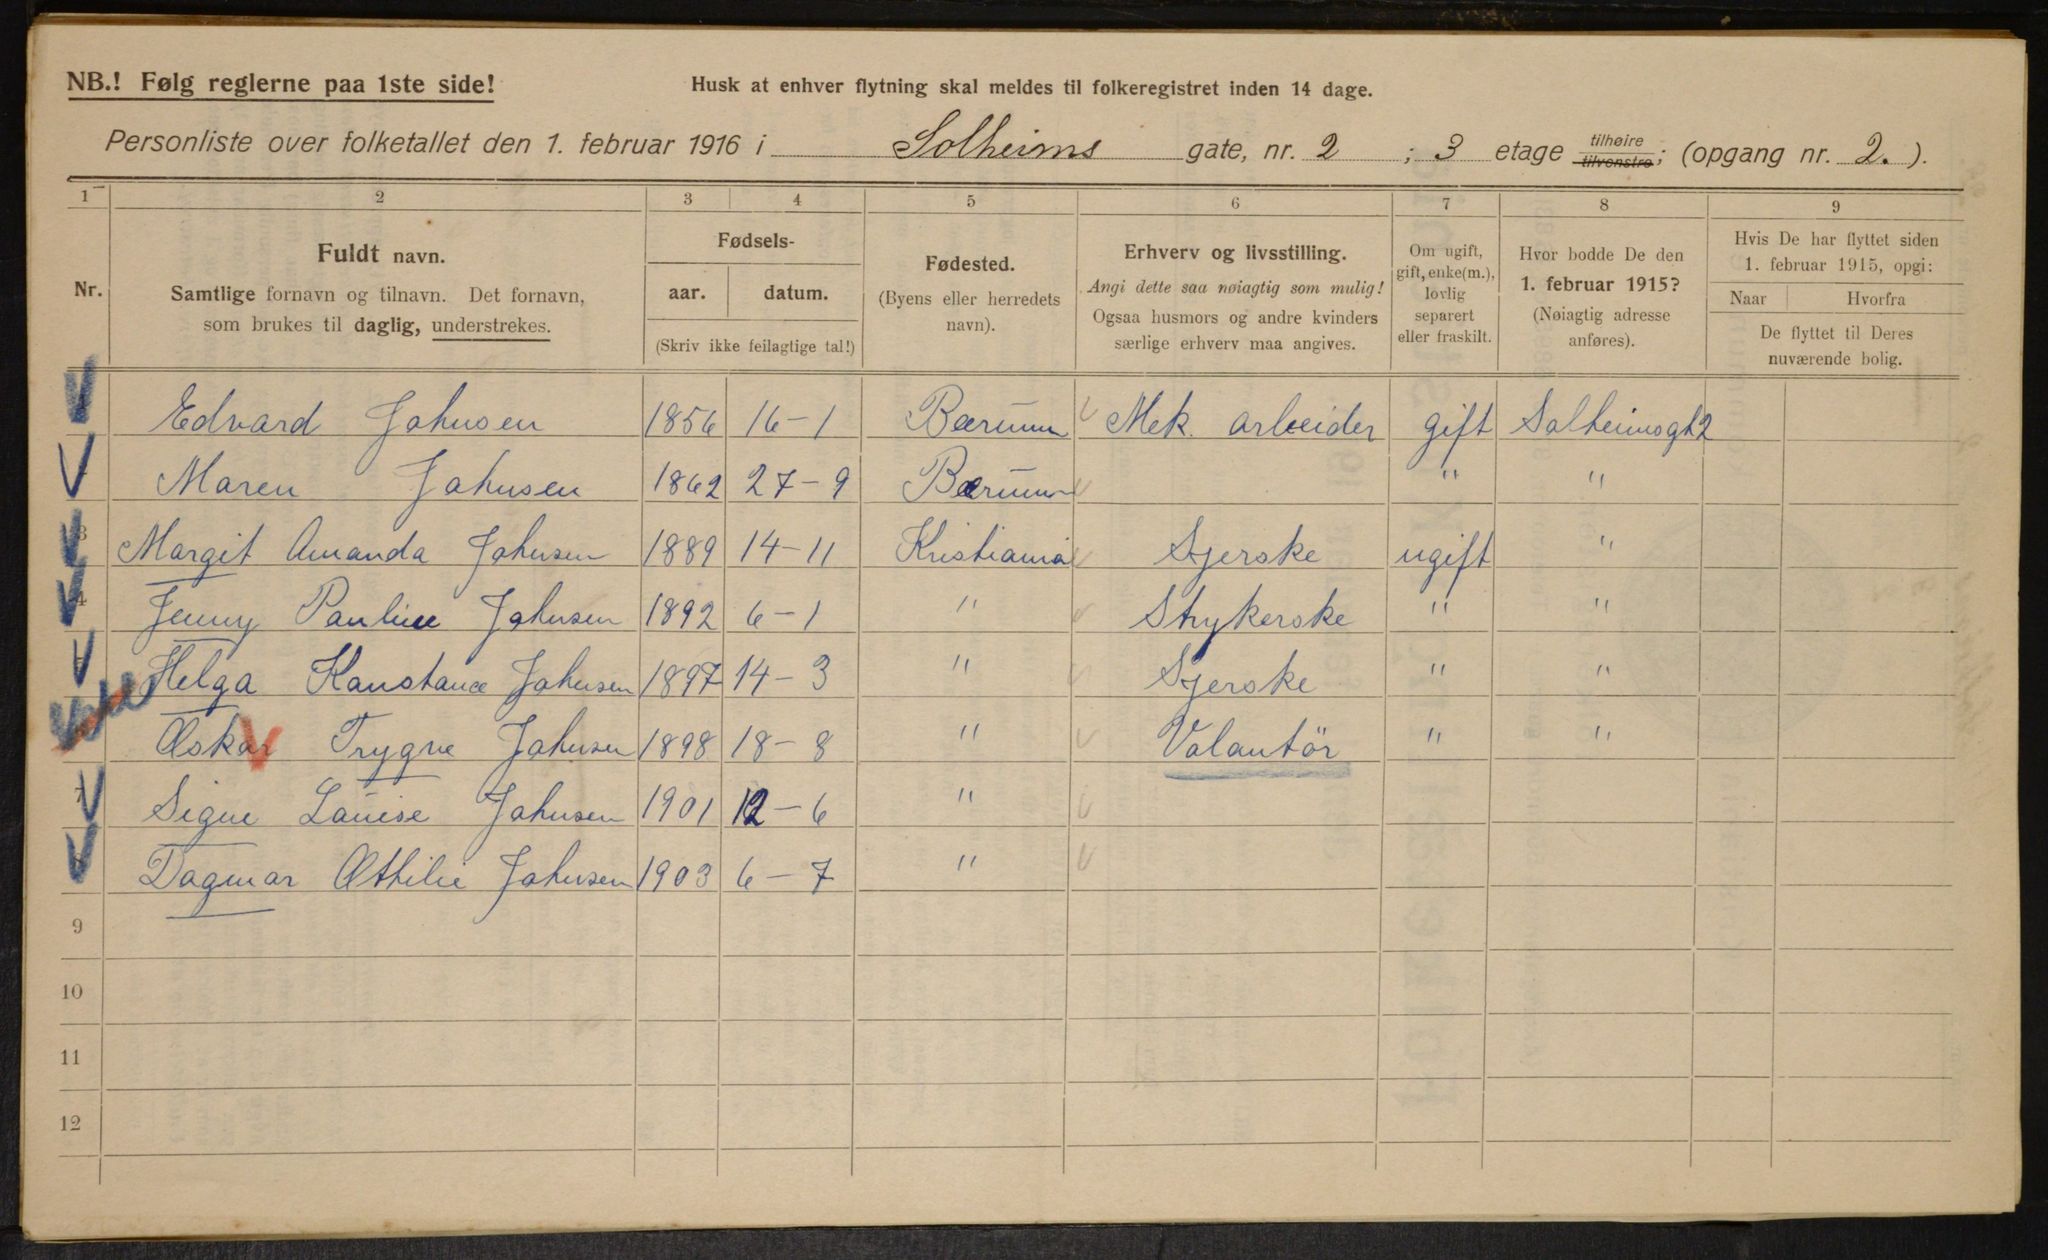 NB.! Følg reglerne paa 1ste side!
Husk at enhver flytning skal meldes til folkeregistret inden 14 dage.
Personliste over folketallet den 1. februar 1916 i Solheims gate, nr. 2 ; 3 etage tilhøire tilvenstre; (opgang nr. 2. ).
1 2 3 4 5 6 7 8 9
Nr.
Fuldt navn.
Samtlige fornavn og tilnavn. Det fornavn,
som brukes til daglig, understrekes.
Fødsels-
aar. datum.
(Skriv ikke feilagtige tal!)
Fødested.
(Byens eller herredets
navn).
Erhverv og livsstilling.
Angi dette saa nøiagtig som mulig!
Ogsaa husmors og andre kvinders
særlige erhverv maa angives.
Om ugift,
gift, enke(m.),
lovlig
separert
eller fraskilt.
Hvor bodde De den
1. februar 1915?
(Nøiagtig adresse
anføres).
Hvis De har flyttet siden
1. februar 1915, opgi:
Naar Hvorfra
De flyttet til Deres
nuværende bolig.
Edvard Johnsen 1856 16-1 Bærum Mek. arbeider gift Solheimsgt 2
Maren Johnsen 1862 27-9 Bærum " "
3 Margit Amanda Johnsen 1889 14-11 Kristiania Syerske ugift "
4 Jenny Pauline Johnsen 1892 6-1 " Strykerske " "
Helga Konstance Johnsen 1897 14-3 " Syerske " "
Oskar Trygve Johnsen 1898 18-8 " Volantör " "
7 Signe Louise Johnsen 1901 12-6 "
8 Dagmar Othilie Johnsen 1903 6-7 "
9
10
11
12